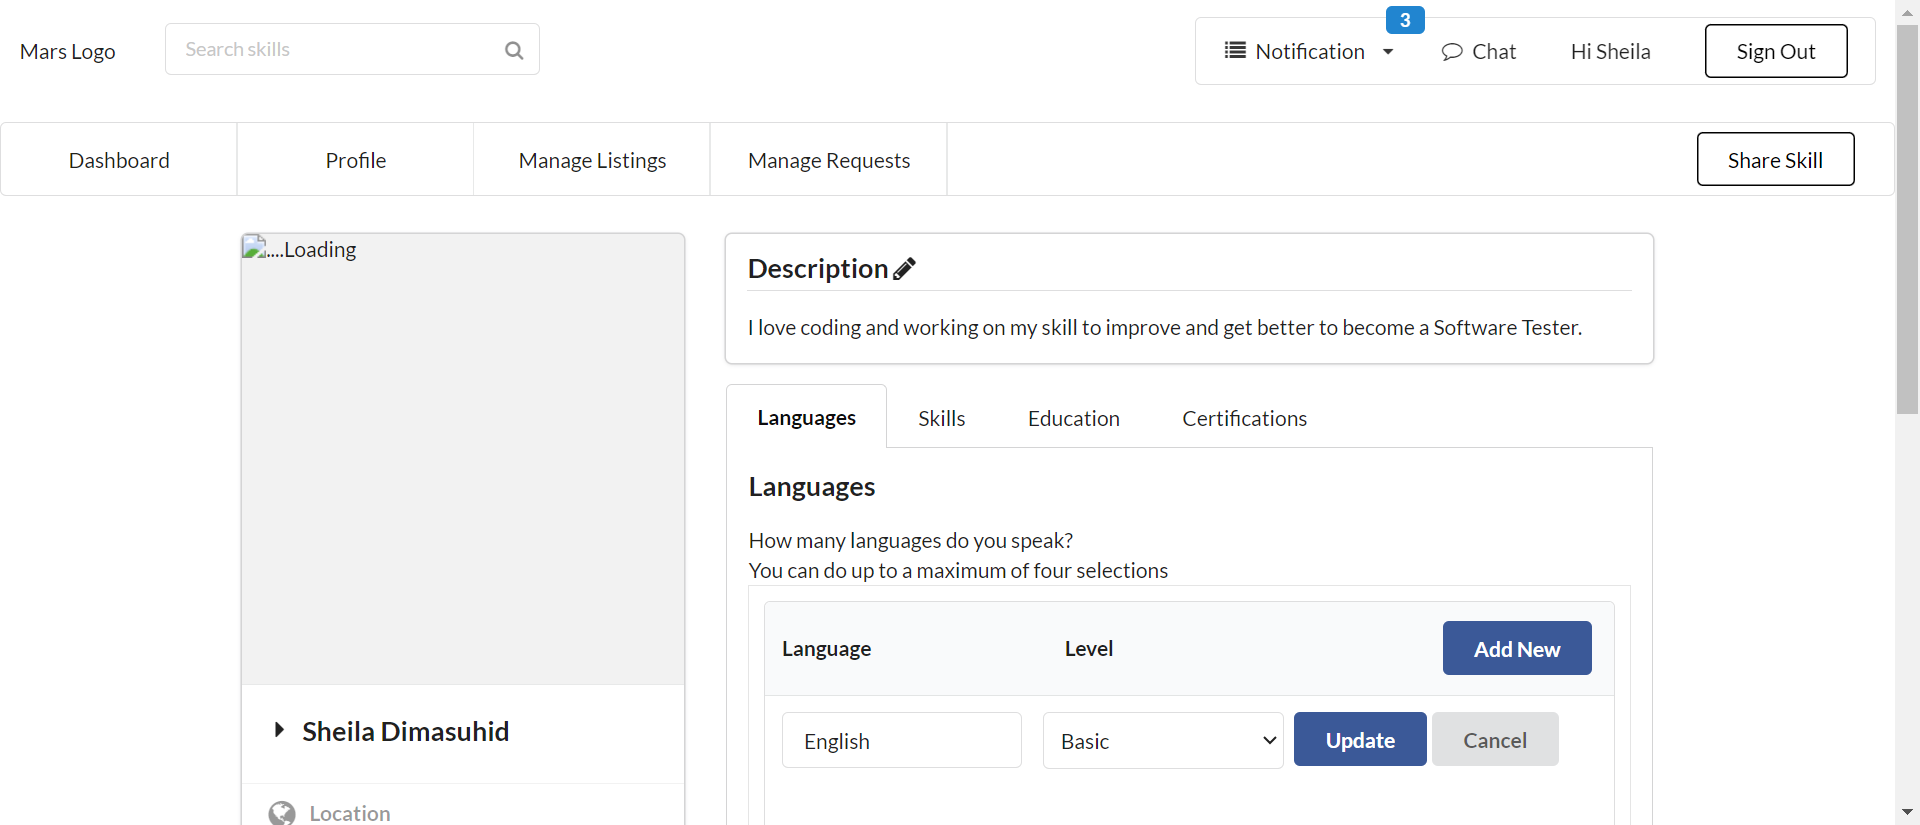 Mars Logo
Search skills
3
Notification
Chat
Hi Sheila
Sign Out
Dashboard
Profile
Manage Listings
Manage Requests
Share Skill
....Loading
Sheila Dimasuhid
Location
Description
I love coding and working on my skill to improve and get better to become a Software Tester.
Languages
Skills
Education
Certifications
Languages
How many languages do you speak?
You can do up to a maximum of four selections
Language
Level
Add New
English
Basic
Update
Cancel